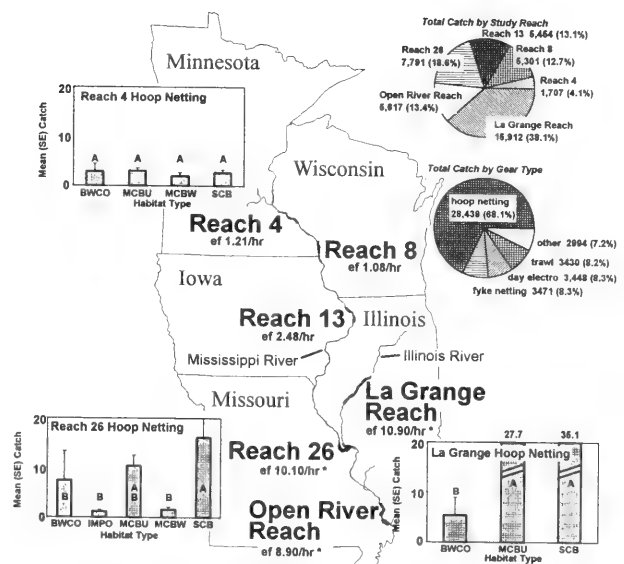 Total Catch by Study Reach
Reach 13 5,454 (13.1%)
Reach 26
7,791 (18.6%)
Reach 8
5,301 (12.7%)
Reach 4
1,707 (4.1%)
Open River Reach
5,617 (13.4%)
La Grange Reach
15,912 (38.1%)
Minnesota
Reach 4 Hoop Netting
Mean (SE) Catch
20
10
0
A A A A
BWCO MCBU MCBW SCB
Habitat Type
Wisconsin
Total Catch by Gear Type
hoop netting
28,439 (68.1%)
other 2994 (7.2%)
trawl 3430 (8.2%)
day electro 3,448 (8.3%)
fyke netting 3471 (8.3%)
Reach 4
ef 1.21/hr
Reach 8
ef 1.08/hr
Iowa
Reach 13
ef 2.48/hr
Illinois
Mississippi River
Illinois River
Missouri
La Grange
Reach
ef 10.90/hr *
Reach 26
ef 10.10/hr *
Open River
Reach
ef 8.90/hr *
Reach 26 Hoop Netting
Mean (SE) Catch
20
10
0
B B A B B A
BWCO IMPO MCBU MCBW SCB
Habitat Type
27.7 35.1
La Grange Hoop Netting
Mean (SE) Catch
20
10
0
B A A
BWCO MCBU SCB
Habitat Type